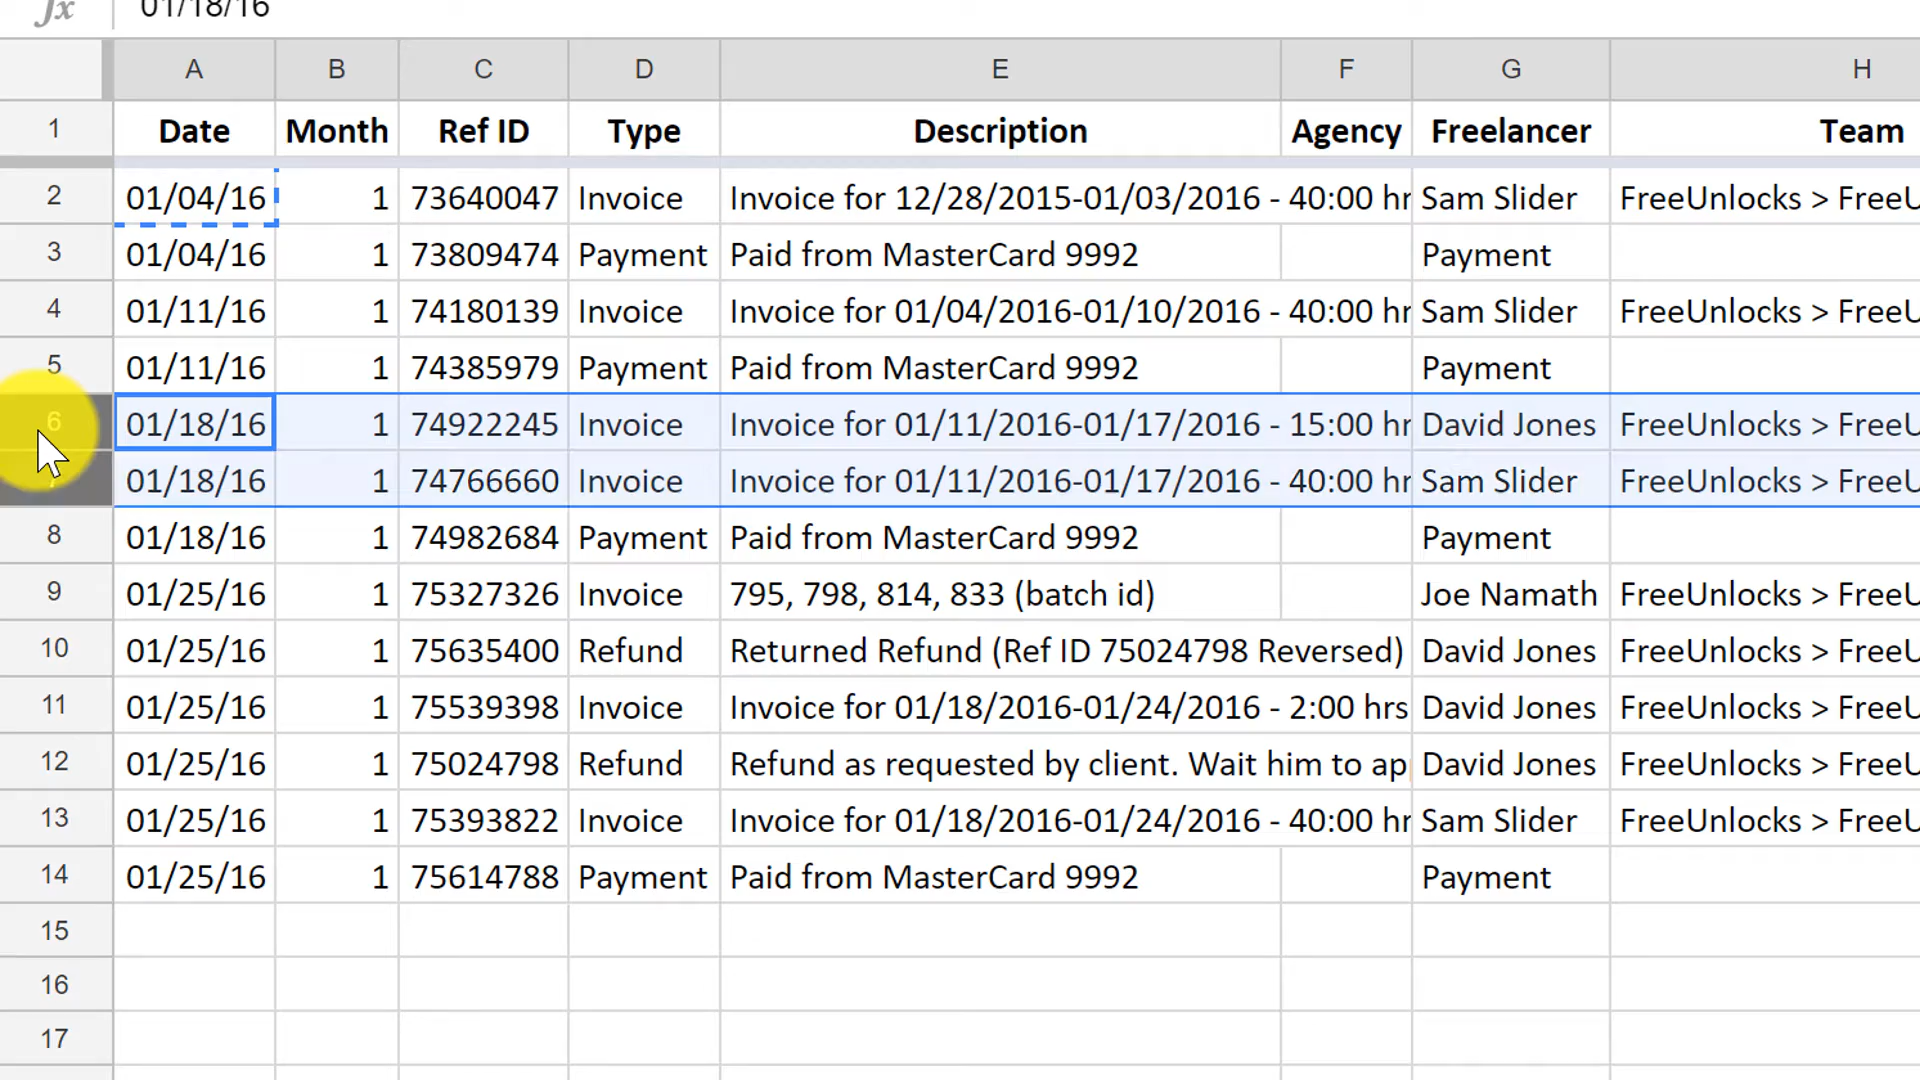 fx 01/18/16
A B C D E F G H
1 Date Month Ref ID Type Description Agency Freelancer Team
2 01/04/16 1 73640047 Invoice Invoice for 12/28/2015-01/03/2016 - 40:00 hr Sam Slider FreeUnlocks > FreeU
3 01/04/16 1 73809474 Payment Paid from MasterCard 9992 Payment
4 01/11/16 1 74180139 Invoice Invoice for 01/04/2016-01/10/2016 - 40:00 hr Sam Slider FreeUnlocks > FreeU
5 01/11/16 1 74385979 Payment Paid from MasterCard 9992 Payment
6 01/18/16 1 74922245 Invoice Invoice for 01/11/2016-01/17/2016 - 15:00 hr David Jones FreeUnlocks > FreeU
01/18/16 1 74766660 Invoice Invoice for 01/11/2016-01/17/2016 - 40:00 hr Sam Slider FreeUnlocks > FreeU
8 01/18/16 1 74982684 Payment Paid from MasterCard 9992 Payment
9 01/25/16 1 75327326 Invoice 795, 798, 814, 833 (batch id) Joe Namath FreeUnlocks > FreeU
10 01/25/16 1 75635400 Refund Returned Refund (Ref ID 75024798 Reversed) David Jones FreeUnlocks > FreeU
11 01/25/16 1 75539398 Invoice Invoice for 01/18/2016-01/24/2016 - 2:00 hrs David Jones FreeUnlocks > FreeU
12 01/25/16 1 75024798 Refund Refund as requested by client. Wait him to ap David Jones FreeUnlocks > FreeU
13 01/25/16 1 75393822 Invoice Invoice for 01/18/2016-01/24/2016 - 40:00 hr Sam Slider FreeUnlocks > FreeU
14 01/25/16 1 75614788 Payment Paid from MasterCard 9992 Payment
15
16
17